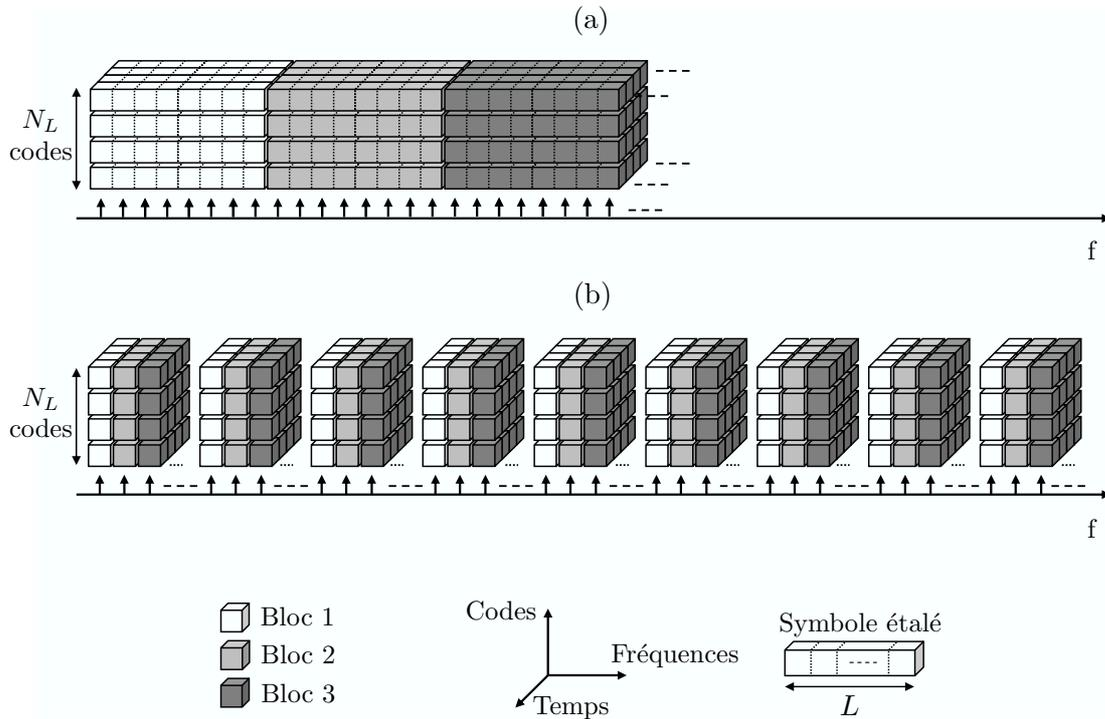 (a)
N_L
codes
f
(b)
N_L
codes
f
Bloc 1
Bloc 2
Bloc 3
Codes
Fréquences
Temps
Symbole étalé
L